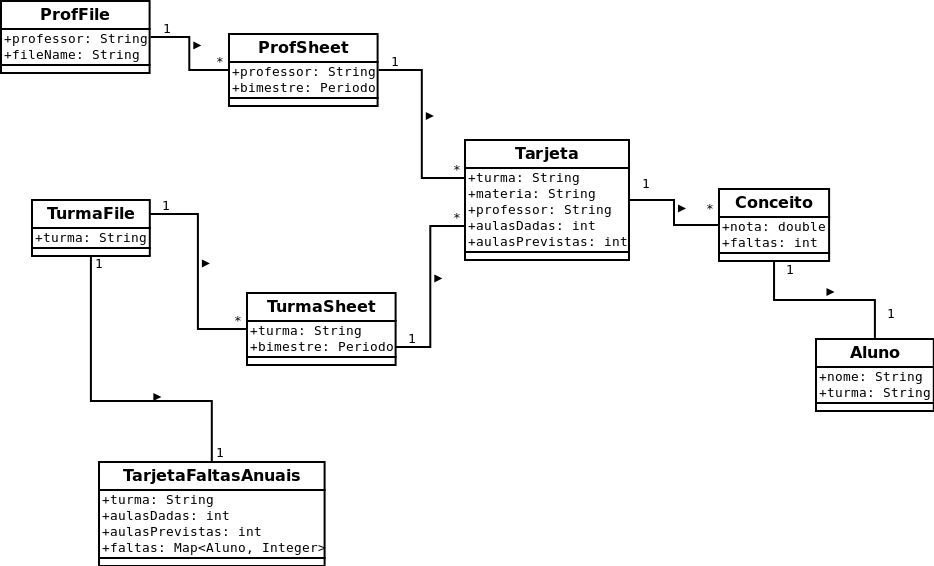 ProfFile
+professor: String
+fileName: String
1
*
ProfSheet
+professor: String
+bimestre: Periodo
1
*
Tarjeta
+turma: String
+materia: String
+professor: String
+aulasDadas: int
+aulasPrevistas: int
1
*
Conceito
+nota: double
+faltas: int
1
1
Aluno
+nome: String
+turma: String
TurmaFile
+turma: String
1
*
TurmaSheet
+turma: String
+bimestre: Periodo
1
*
1
1
TarjetaFaltasAnuais
+turma: String
+aulasDadas: int
+aulasPrevistas: int
+faltas: Map<Aluno, Integer>